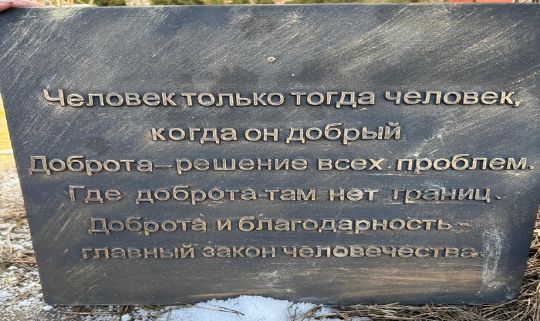 Человек только тогда человек,
когда он добрый
Доброта – решение всех проблем.
Где доброта-там нет границ.
Доброта и благодарность –
главный закон человечества.